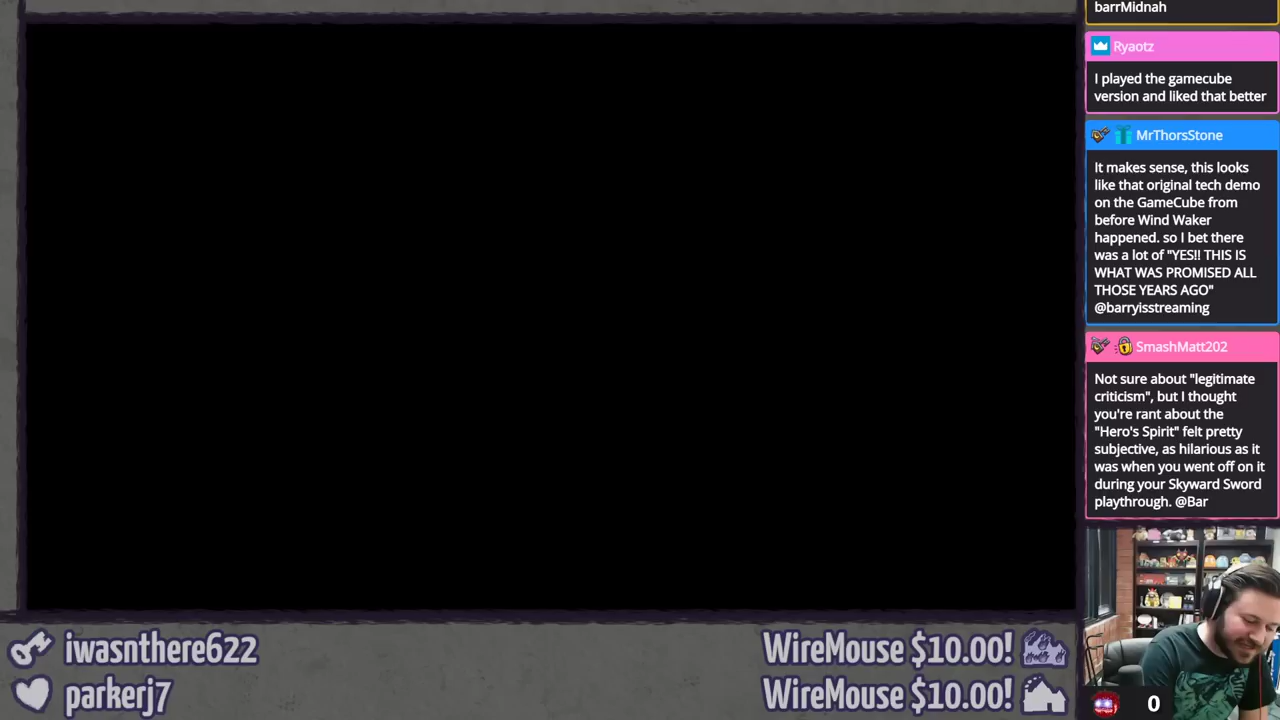 barrMidnah
Ryaotz
I played the gamecube
version and liked that better
MrThorsStone
It makes sense, this looks
like that original tech demo
on the GameCube from
before Wind Waker
happened. so I bet there
was a lot of "YES!! THIS IS
WHAT WAS PROMISED ALL
THOSE YEARS AGO"
@barryisstreaming
SmashMatt202
Not sure about "legitimate
criticism", but I thought
you're rant about the
"Hero's Spirit" felt pretty
subjective, as hilarious as it
was when you went off on it
during your Skyward Sword
playthrough. @Bar
iwasnthere622
parkerj7
WireMouse $10.00!
WireMouse $10.00!
0